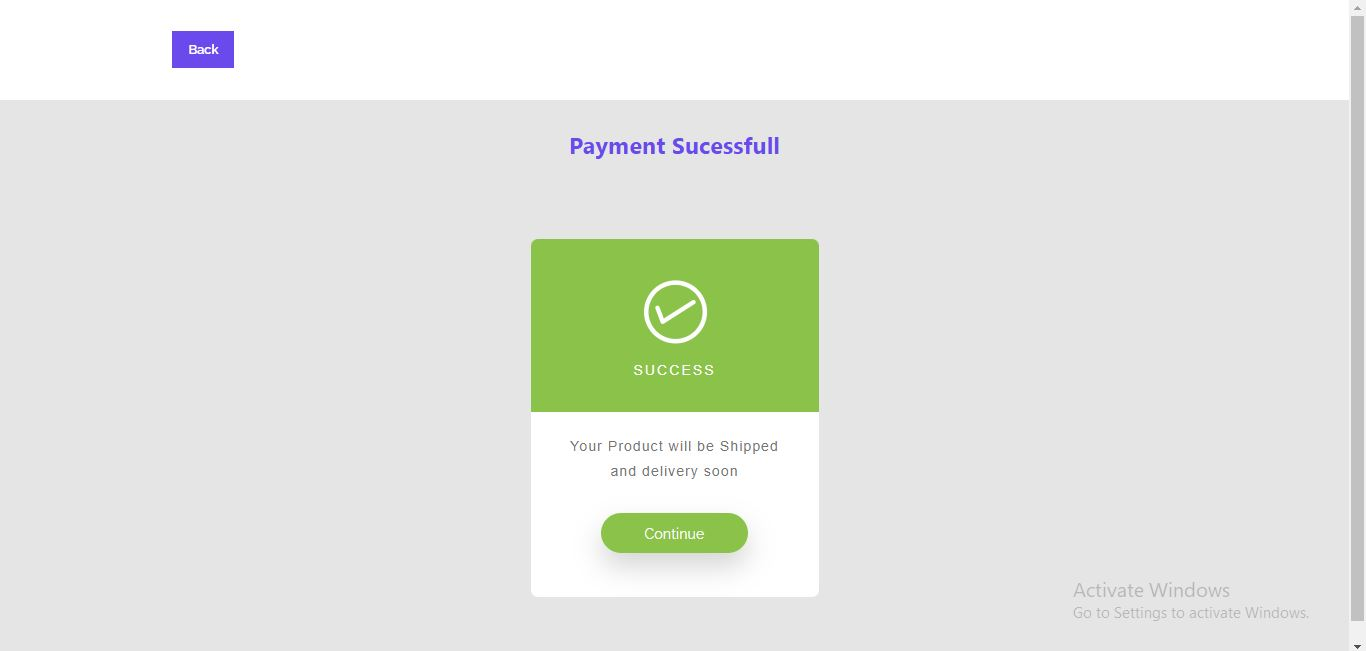 Back
Payment Sucessfull
SUCCESS
Your Product will be Shipped
and delivery soon
Continue
Activate Windows
Go to Settings to activate Windows.